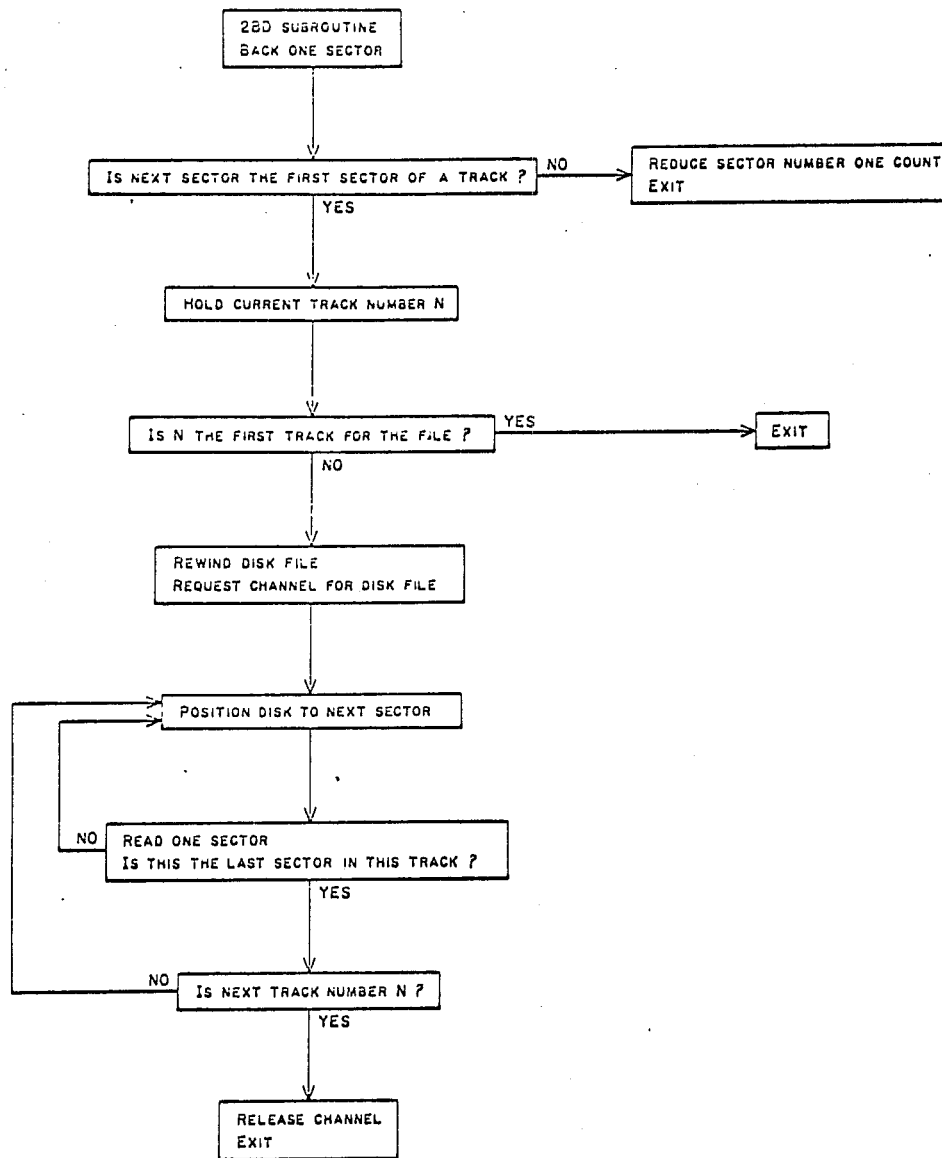 2BD SUBROUTINE
BACK ONE SECTOR
IS NEXT SECTOR THE FIRST SECTOR OF A TRACK ?
NO
REDUCE SECTOR NUMBER ONE COUNT
EXIT
YES
HOLD CURRENT TRACK NUMBER N
IS N THE FIRST TRACK FOR THE FILE ?
YES
EXIT
NO
REWIND DISK FILE
REQUEST CHANNEL FOR DISK FILE
POSITION DISK TO NEXT SECTOR
NO
READ ONE SECTOR
IS THIS THE LAST SECTOR IN THIS TRACK ?
YES
NO
IS NEXT TRACK NUMBER N ?
YES
RELEASE CHANNEL
EXIT